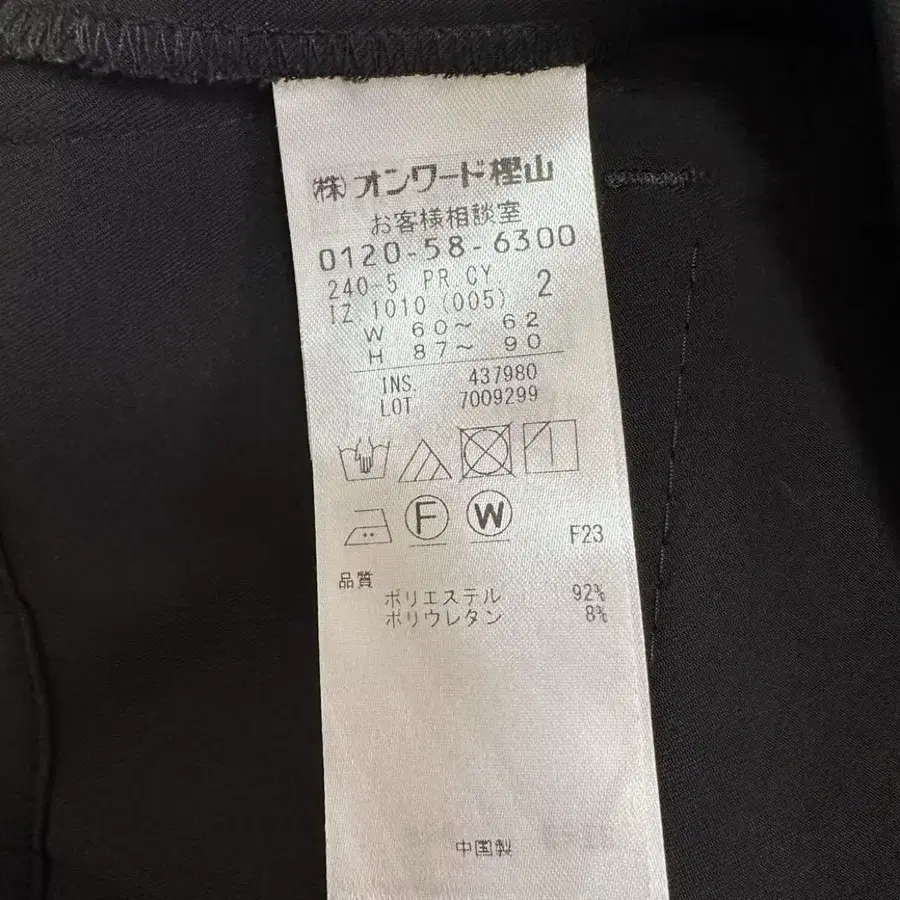 (株)オンワード樫山
お客様相談室
0120-58-6300
240-5 PR CY
IZ 1010 (005) 2
W 60~ 62
H 87~ 90
INS. 437980
LOT 7009299
F W
F23
品質
ポリエステル 92%
ポリウレタン 8%
中国製